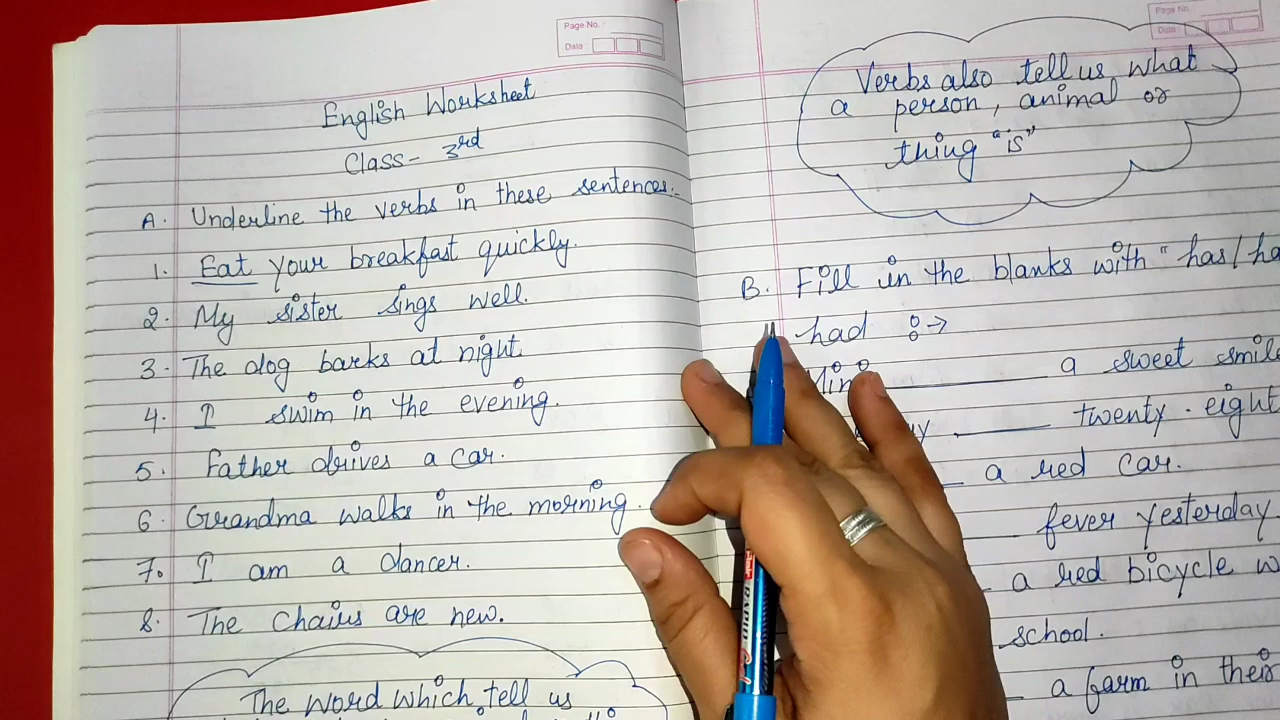 Page No. :
Date :
English Worksheet
Class - 3rd
A. Underline the verbs in these sentences:-
1. Eat your breakfast quickly.
2. My sister sings well.
3. The dog barks at night.
4. I swim in the evening.
5. Father drives a car.
6. Grandma walks in the morning.
7. I am a dancer.
8. The Chairs are new.
The word which tell us
Page No.
Date :
Verbs also tell us what
a person, animal or
thing "is"
B. Fill in the blanks with "has/
had :→
a sweet smile
twenty-eight
a red car.
fever yesterday
a red bicycle
school.
a farm in their